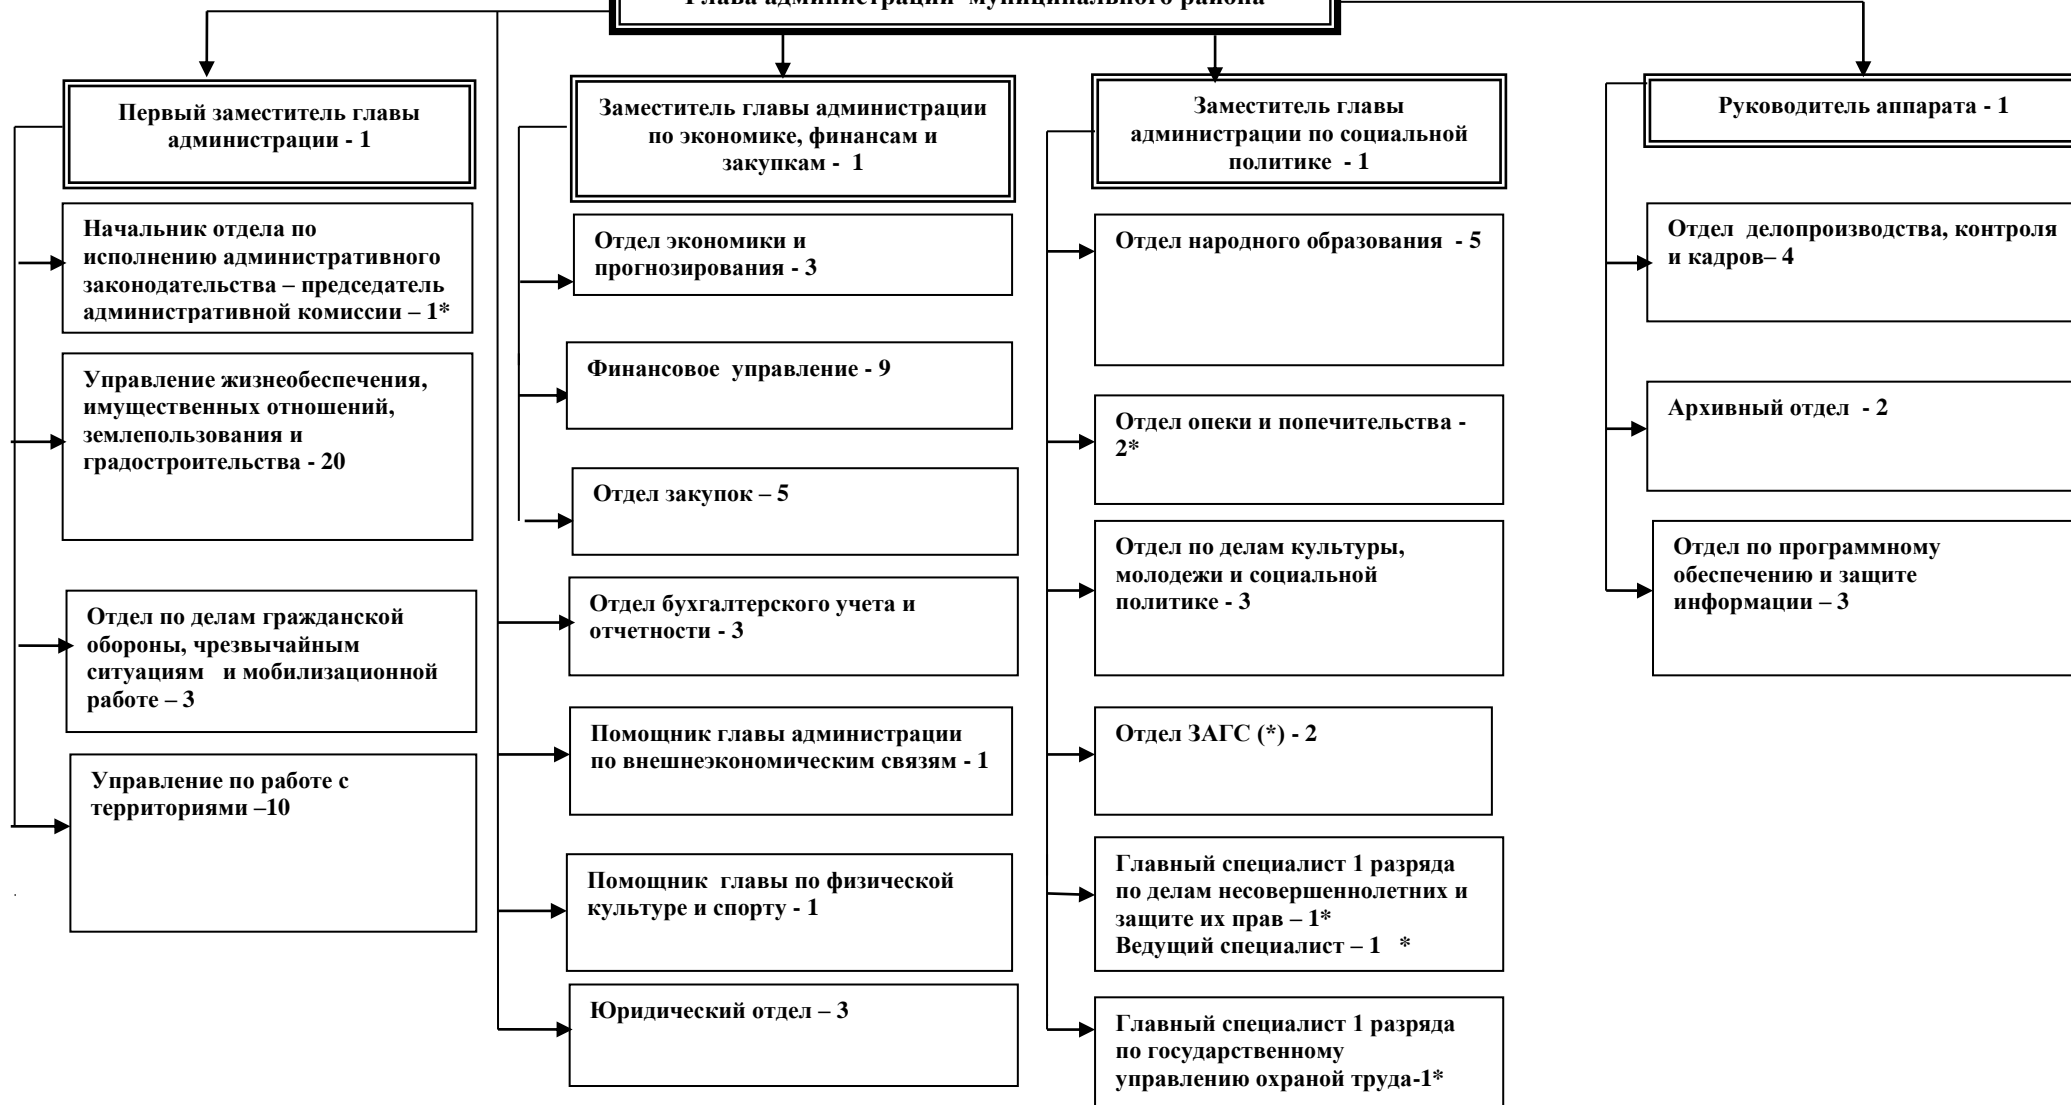 Глава администрации муниципального района
Первый заместитель главы
администрации - 1
Начальник отдела по
исполнению административного
законодательства – председатель
административной комиссии – 1*
Управление жизнеобеспечения,
имущественных отношений,
землепользования и
градостроительства - 20
Отдел по делам гражданской
обороны, чрезвычайным
ситуациям и мобилизационной
работе – 3
Управление по работе с
территориями –10
Заместитель главы администрации
по экономике, финансам и
закупкам - 1
Отдел экономики и
прогнозирования - 3
Финансовое управление - 9
Отдел закупок – 5
Отдел бухгалтерского учета и
отчетности - 3
Помощник главы администрации
по внешнеэкономическим связям - 1
Помощник главы по физической
культуре и спорту - 1
Юридический отдел – 3
Заместитель главы
администрации по социальной
политике - 1
Отдел народного образования - 5
Отдел опеки и попечительства -
2*
Отдел по делам культуры,
молодежи и социальной
политике - 3
Отдел ЗАГС (*) - 2
Главный специалист 1 разряда
по делам несовершеннолетних и
защите их прав – 1*
Ведущий специалист – 1 *
Главный специалист 1 разряда
по государственному
управлению охраной труда-1*
Руководитель аппарата - 1
Отдел делопроизводства, контроля
и кадров– 4
Архивный отдел - 2
Отдел по программному
обеспечению и защите
информации – 3